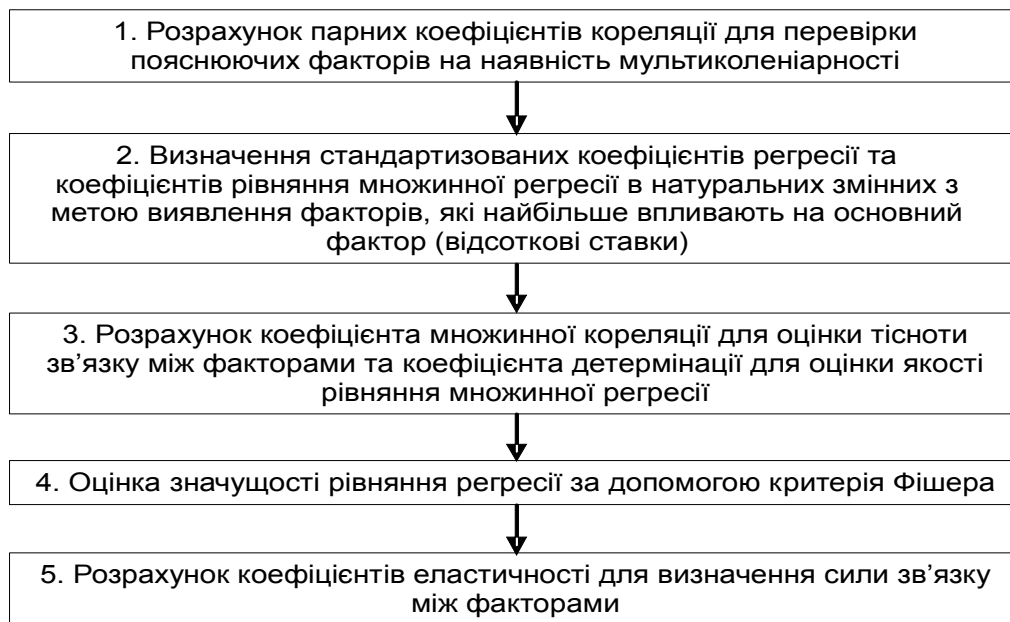 1. Розрахунок парних коефіцієнтів кореляції для перевірки
пояснюючих факторів на наявність мультиколеніарності
2. Визначення стандартизованих коефіцієнтів регресії та
коефіцієнтів рівняння множинної регресії в натуральних змінних з
метою виявлення факторів, які найбільше впливають на основний
фактор (відсоткові ставки)
3. Розрахунок коефіцієнта множинної кореляції для оцінки тісноти
зв’язку між факторами та коефіцієнта детермінації для оцінки якості
рівняння множинної регресії
4. Оцінка значущості рівняння регресії за допомогою критерія Фішера
5. Розрахунок коефіцієнтів еластичності для визначення сили зв’язку
між факторами